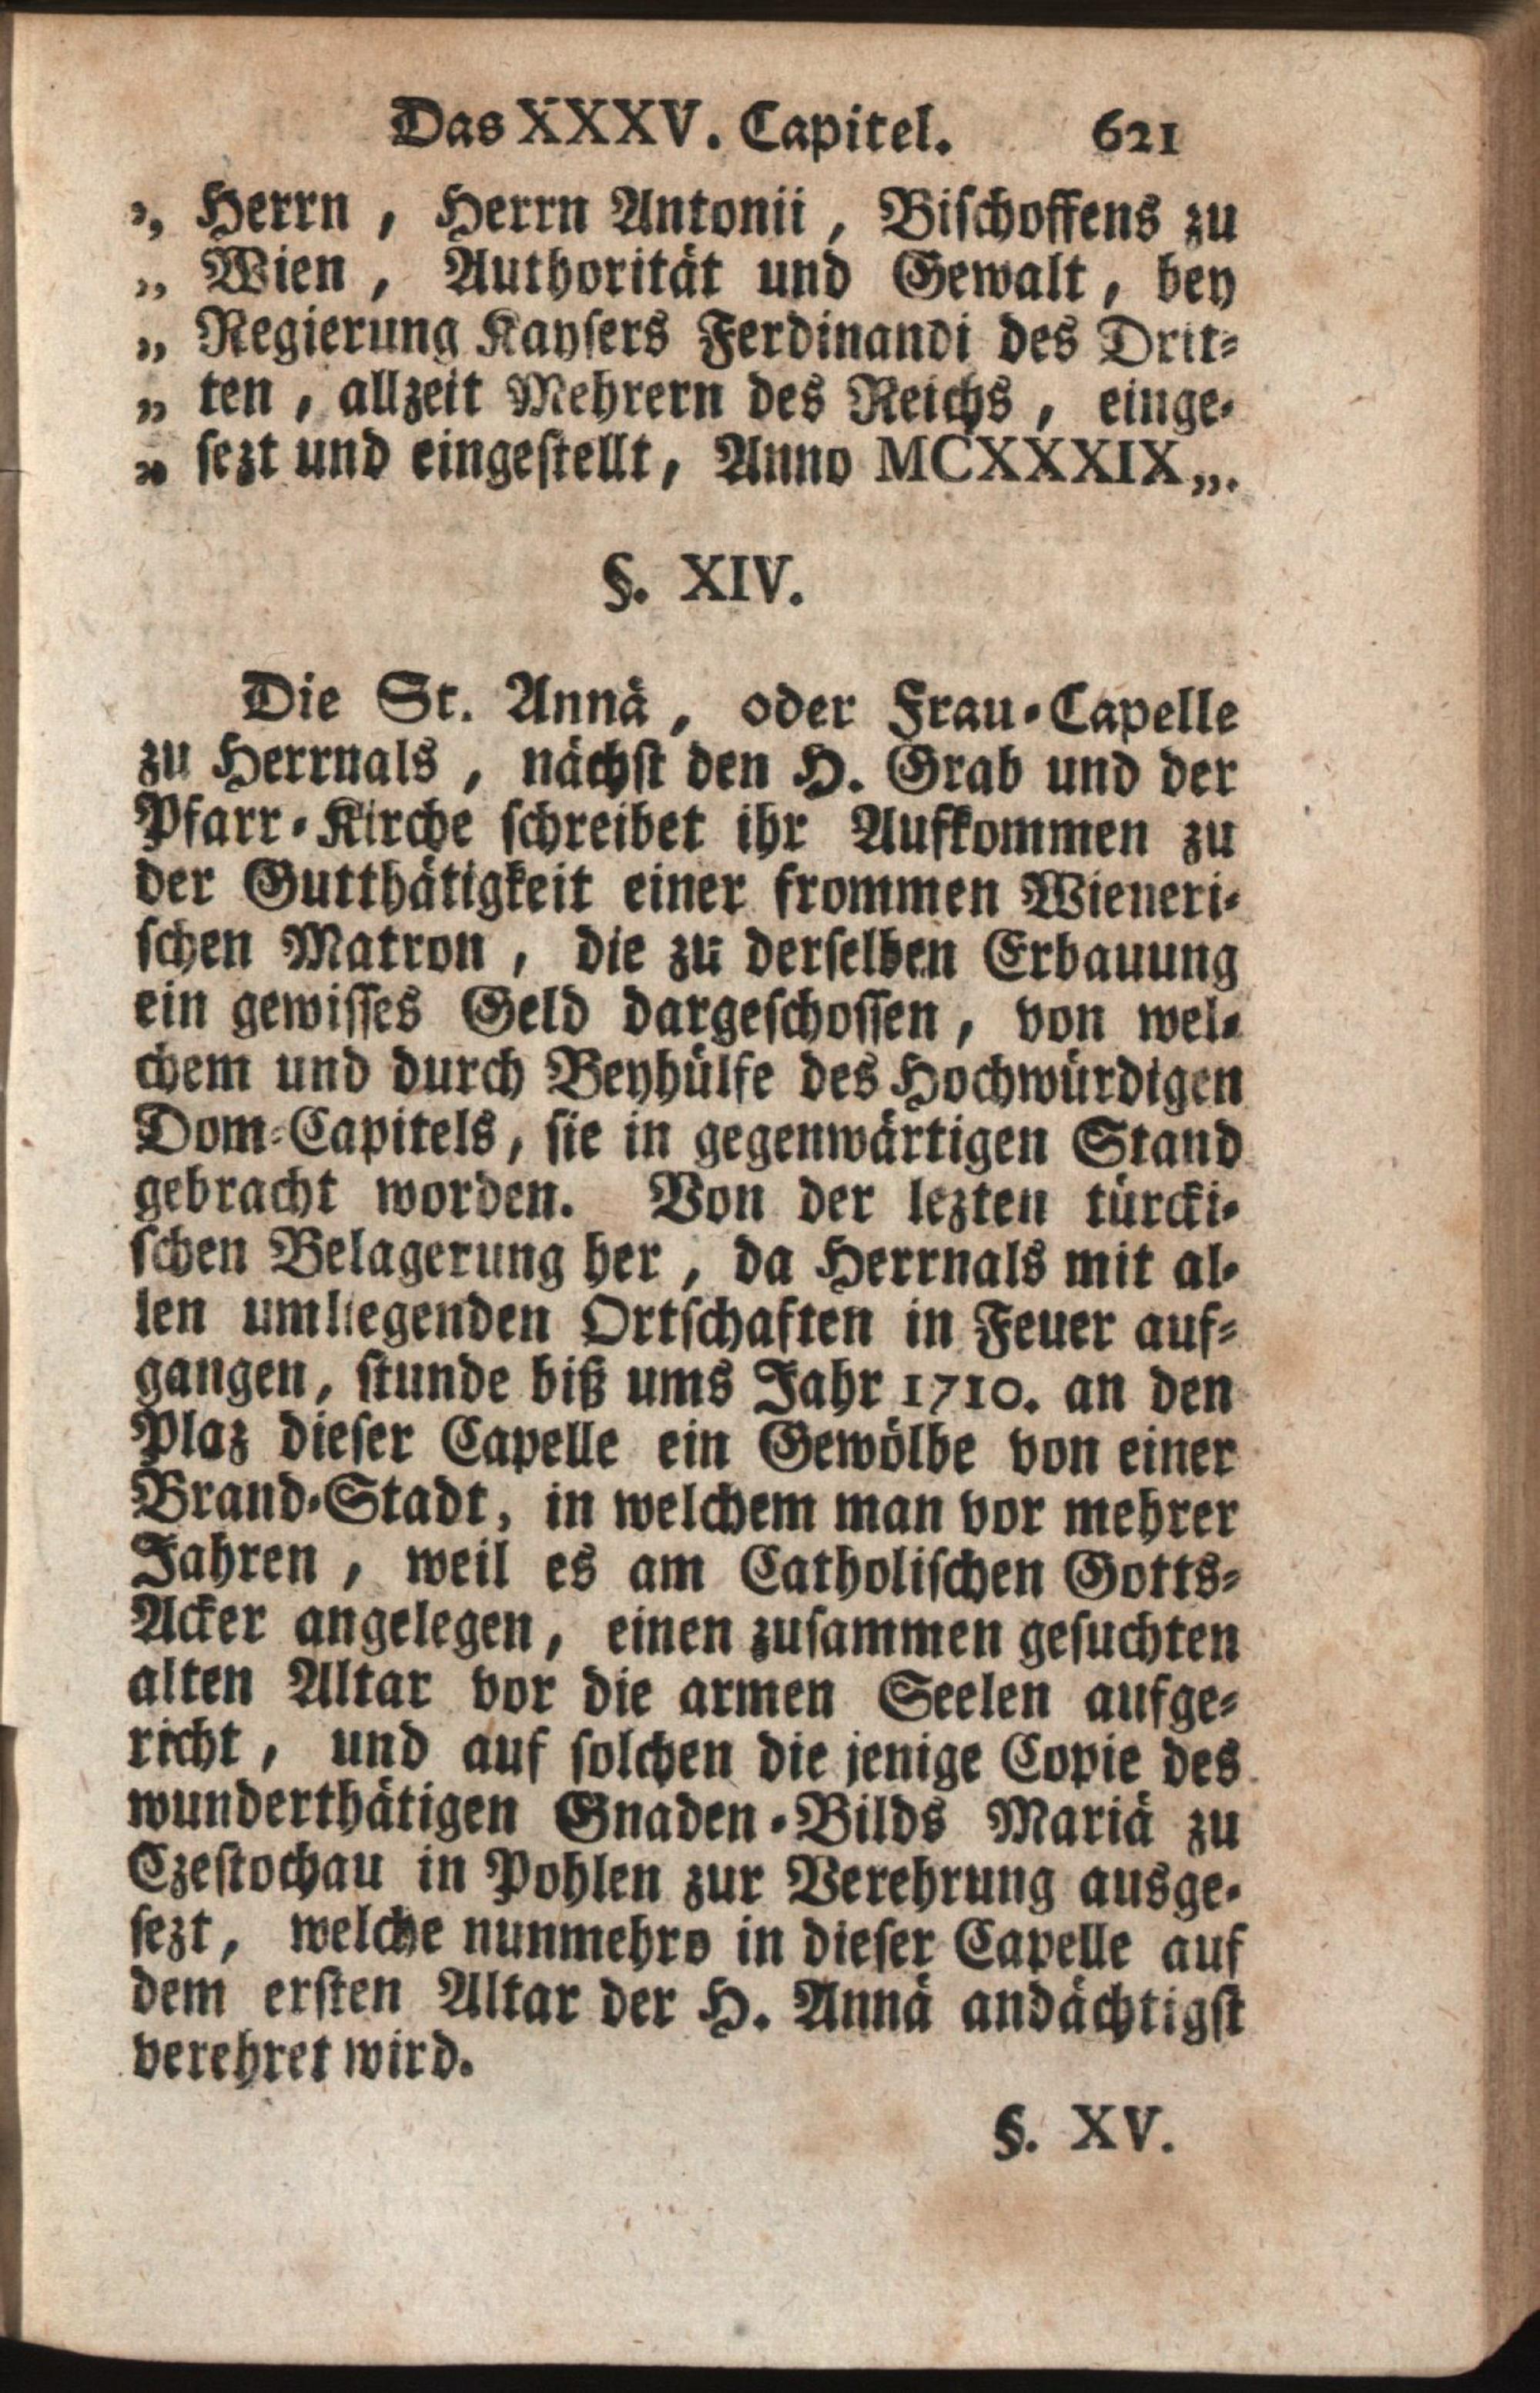 Das XXXV. Capitel. 621
„ Herrn, Herrn Antonii, Bischoffens zu
„ Wien, Authorität und Gewalt, bey
„ Regierung Kaysers Ferdinandi des Drit-
„ ten, allzeit Mehrern des Reichs, einge-
„ sezt und eingestellt, Anno MCXXXIX„.
§. XIV.
Die St. Annä, oder Frau-Capelle
zu Herrnals, nächst den H. Grab und der
Pfarr-Kirche schreibet ihr Aufkommen zu
der Gutthätigkeit einer frommen Wieneri-
schen Matron, die zu derselben Erbauung
ein gewisses Geld dargeschossen, von wel-
chem und durch Beyhülfe des Hochwürdigen
Dom-Capitels, sie in gegenwärtigen Stand
gebracht worden. Von der lezten türcki-
schen Belagerung her, da Herrnals mit al-
len umliegenden Ortschaften in Feuer auf-
gangen, stunde biß ums Jahr 1710. an den
Plaz dieser Capelle ein Gewölbe von einer
Brand-Stadt, in welchem man vor mehrer
Jahren, weil es am Catholischen Gotts-
Acker angelegen, einen zusammen gesuchten
alten Altar vor die armen Seelen aufge-
richt, und auf solchen die jenige Copie des
wunderthätigen Gnaden-Bilds Mariä zu
Czestochau in Pohlen zur Verehrung ausge-
sezt, welche nunmehro in dieser Capelle auf
dem ersten Altar der H. Annä andächtigst
verehret wird.
§. XV.